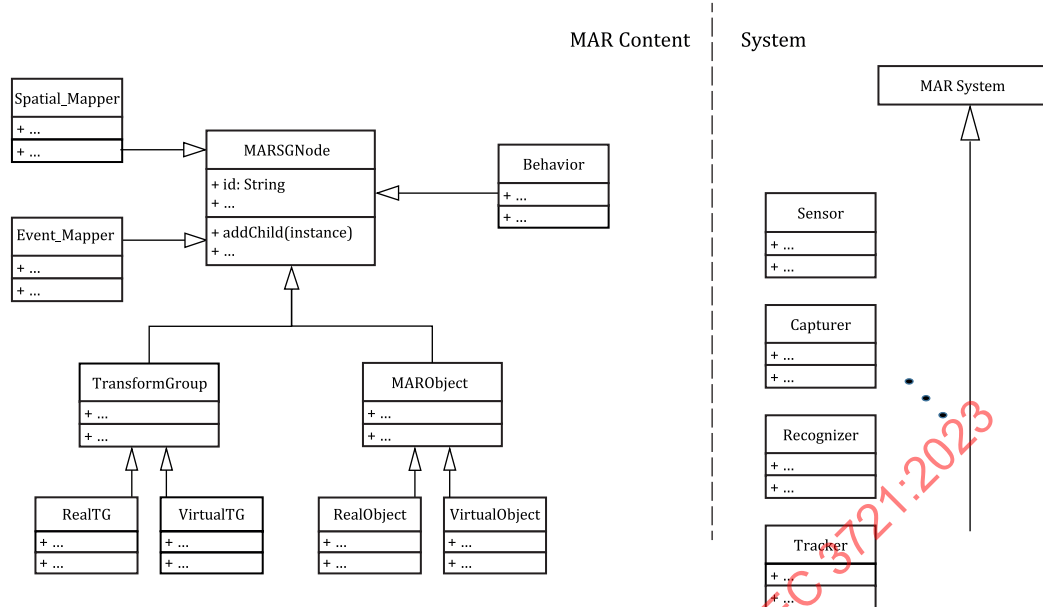 MAR Content
System
MAR System
Spatial_Mapper
+ ...
+ ...
MARSGNode
+ id: String
+ ...
+ addChild(instance)
+ ...
Behavior
+ ...
+ ...
Event_Mapper
+ ...
+ ...
TransformGroup
+ ...
+ ...
MARObject
+ ...
+ ...
RealTG
+ ...
+ ...
VirtualTG
+ ...
+ ...
RealObject
+ ...
+ ...
VirtualObject
+ ...
+ ...
Sensor
+ ...
+ ...
Capturer
+ ...
+ ...
Recognizer
+ ...
+ ...
Tracker
+ ...
+ ...
3721:2023